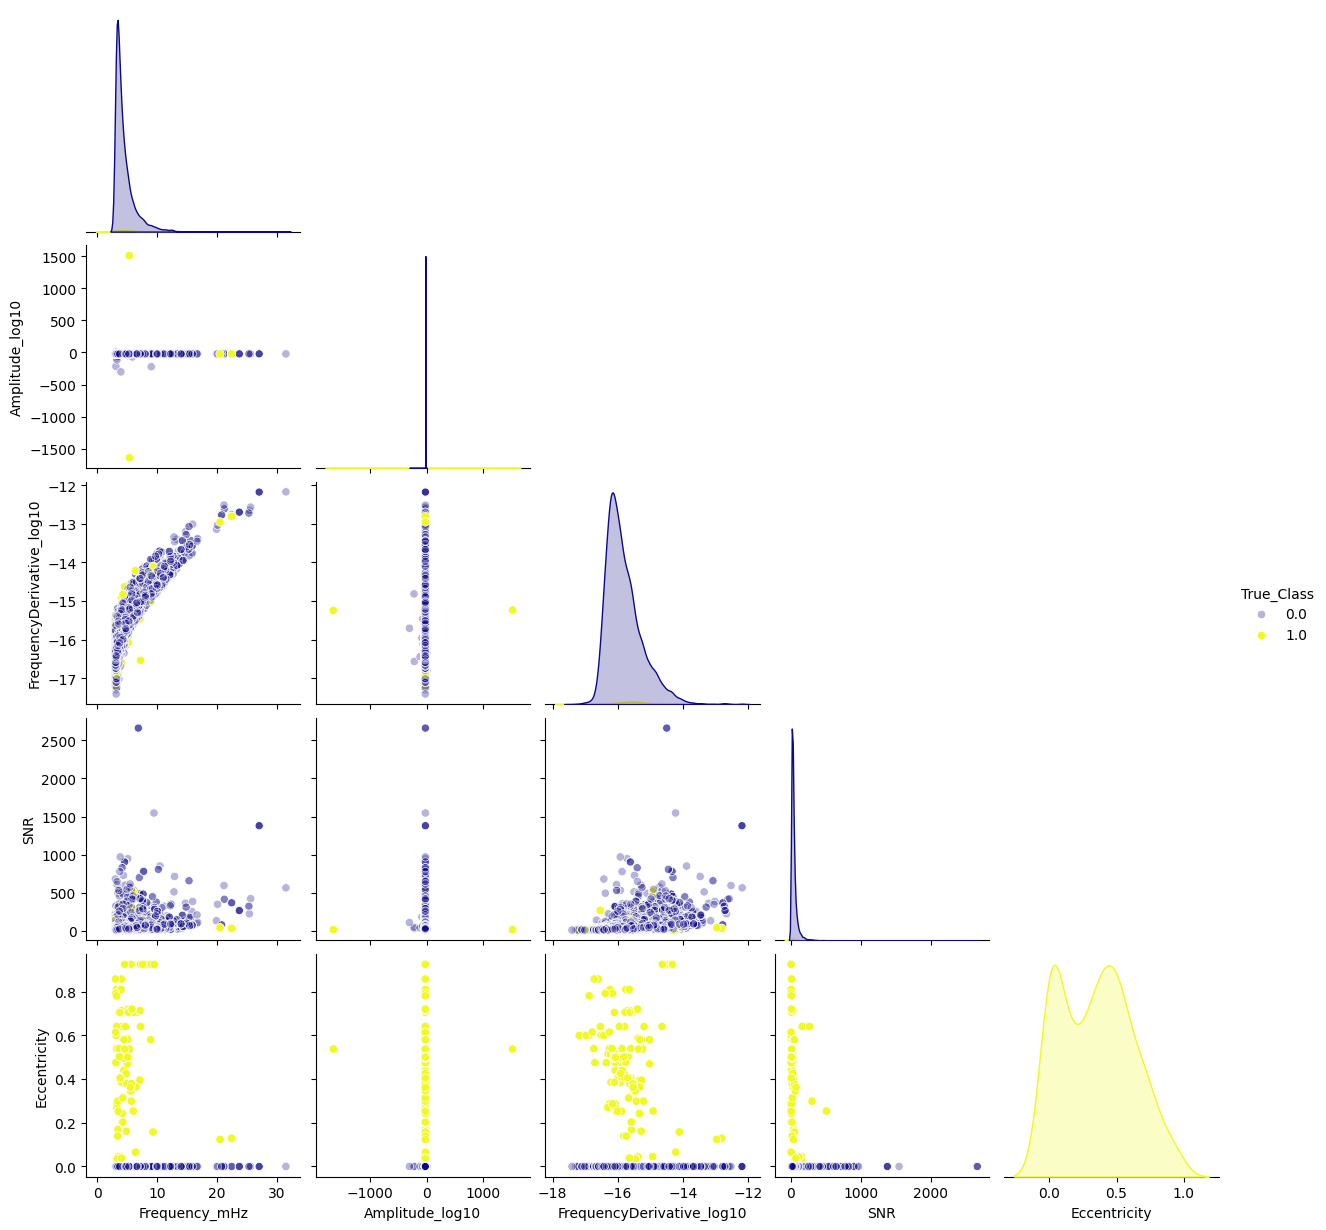 1500
1000
500
0
−500
−1000
−1500
Amplitude_log10
−12
−13
−14
−15
−16
−17
FrequencyDerivative_log10
True_Class
0.0
1.0
2500
2000
1500
1000
500
0
SNR
0.8
0.6
0.4
0.2
0.0
Eccentricity
0 10 20 30
Frequency_mHz
−1000 0 1000
Amplitude_log10
−18 −16 −14 −12
FrequencyDerivative_log10
0 1000 2000
SNR
0.0 0.5 1.0
Eccentricity